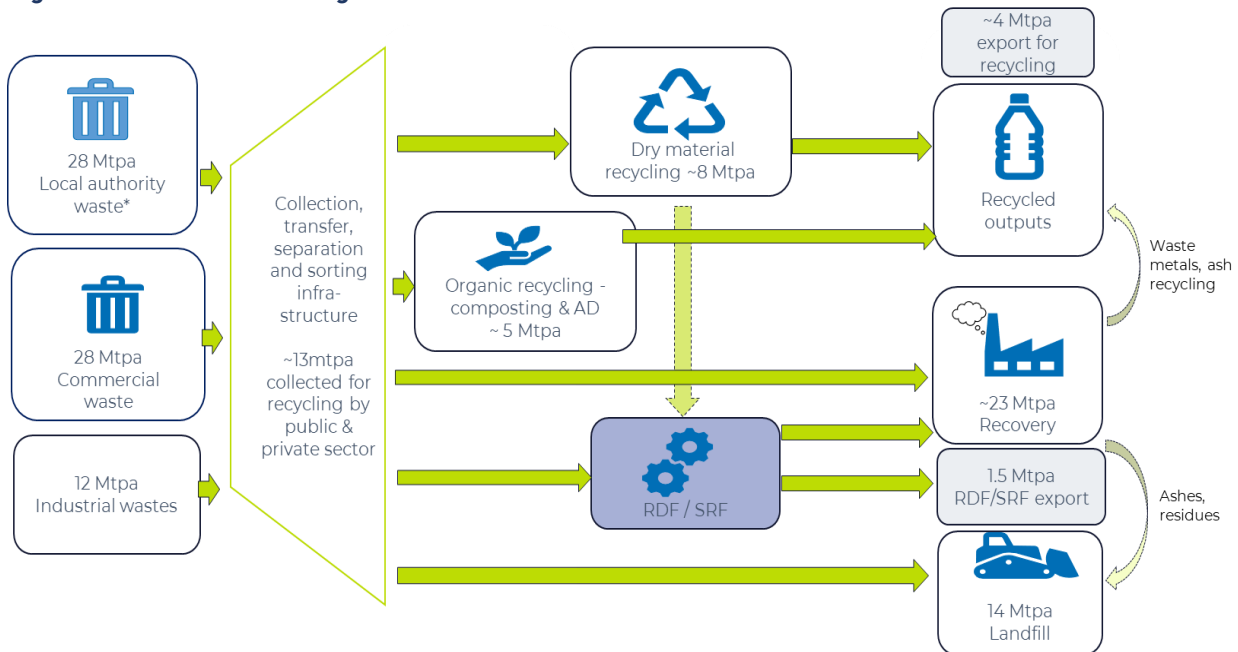 28 Mtpa
Local authority
waste*
28 Mtpa
Commercial
waste
12 Mtpa
Industrial wastes
Collection,
transfer,
separation
and sorting
infra-
structure
~13mtpa
collected for
recycling by
public &
private sector
Dry material
recycling ~8 Mtpa
Organic recycling -
composting & AD
~ 5 Mtpa
RDF / SRF
~4 Mtpa
export for
recycling
Recycled
outputs
~23 Mtpa
Recovery
1.5 Mtpa
RDF/SRF export
14 Mtpa
Landfill
Waste
metals, ash
recycling
Ashes,
residues